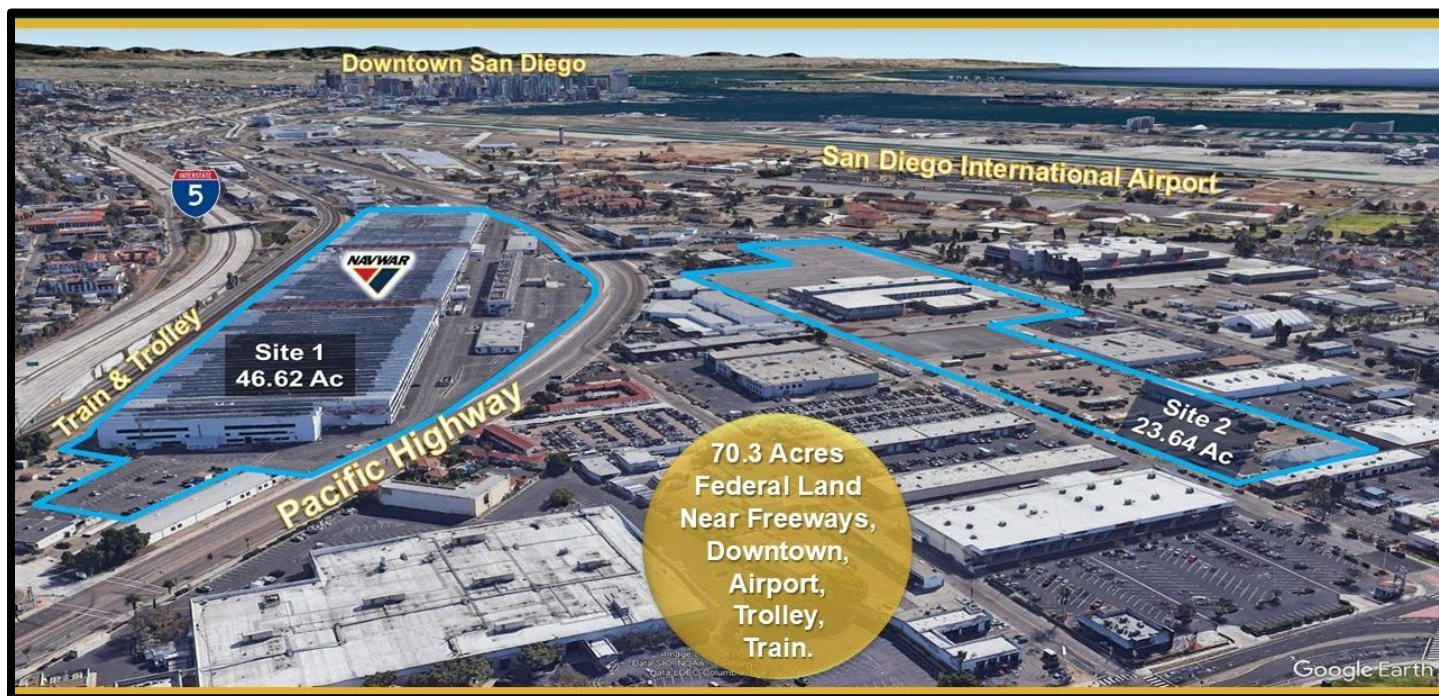 Downtown San Diego
San Diego International Airport
INTERSTATE
5
NAVWAR
Site 1
46.62 Ac
Train & Trolley
Pacific Highway
Site 2
23.64 Ac
70.3 Acres
Federal Land
Near Freeways,
Downtown,
Airport,
Trolley,
Train.
Google Earth